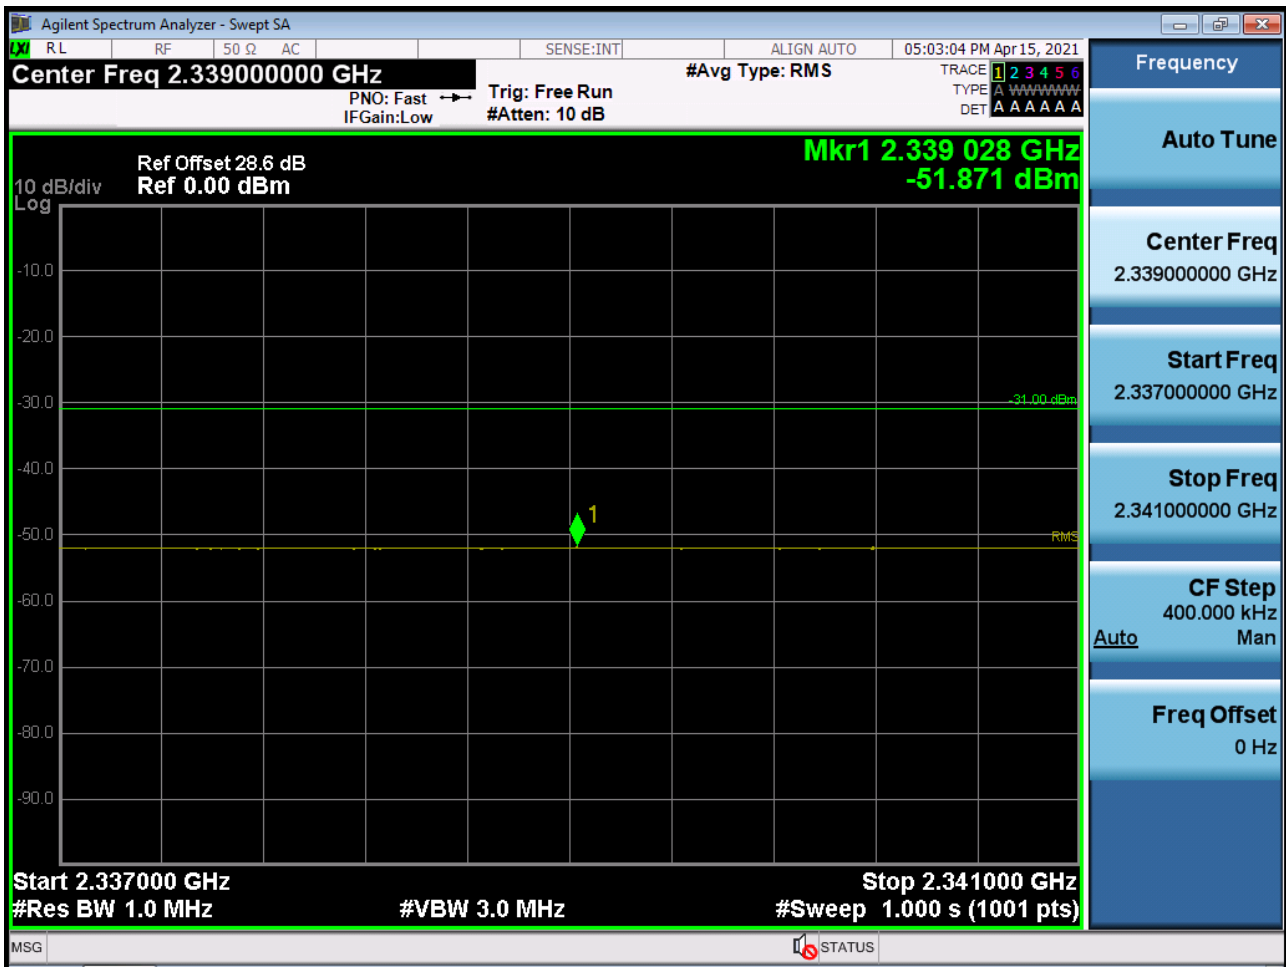 Agilent Spectrum Analyzer - Swept SA
LXI RL RF 50 Ω AC SENSE:INT ALIGN AUTO 05:03:04 PM Apr 15, 2021
Center Freq 2.339000000 GHz
PNO: Fast
IFGain:Low
Trig: Free Run
#Atten: 10 dB
#Avg Type: RMS
TRACE 1 2 3 4 5 6
TYPE A WWWWW
DET A A A A A A
Mkr1 2.339 028 GHz
-51.871 dBm
Ref Offset 28.6 dB
10 dB/div Ref 0.00 dBm
Log
-10.0
-20.0
-30.0
-31.00 dBm
-40.0
1
-50.0
RMS
-60.0
-70.0
-80.0
-90.0
Start 2.337000 GHz Stop 2.341000 GHz
#Res BW 1.0 MHz #VBW 3.0 MHz #Sweep 1.000 s (1001 pts)
MSG STATUS
Frequency
Auto Tune
Center Freq
2.339000000 GHz
Start Freq
2.337000000 GHz
Stop Freq
2.341000000 GHz
CF Step
400.000 kHz
Auto Man
Freq Offset
0 Hz